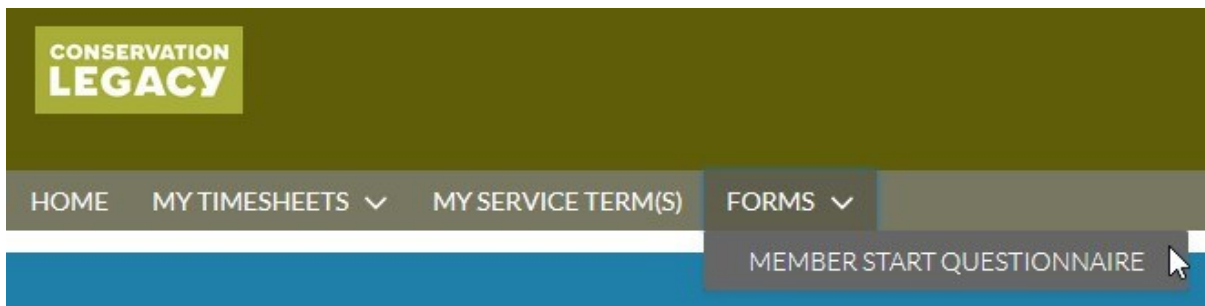 CONSERVATION
LEGACY
HOME MY TIMESHEETS MY SERVICE TERM(S) FORMS
MEMBER START QUESTIONNAIRE